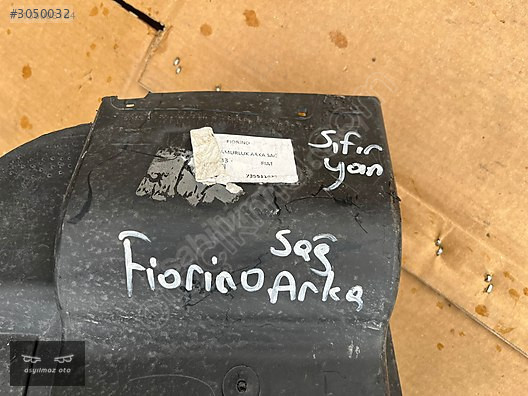 #3050032
FIORINO
ÇAMURLUK ARKA SAĞ
FIAT
Sıfır
yan
Fiorino Sağ
Arka
asyılmaz oto